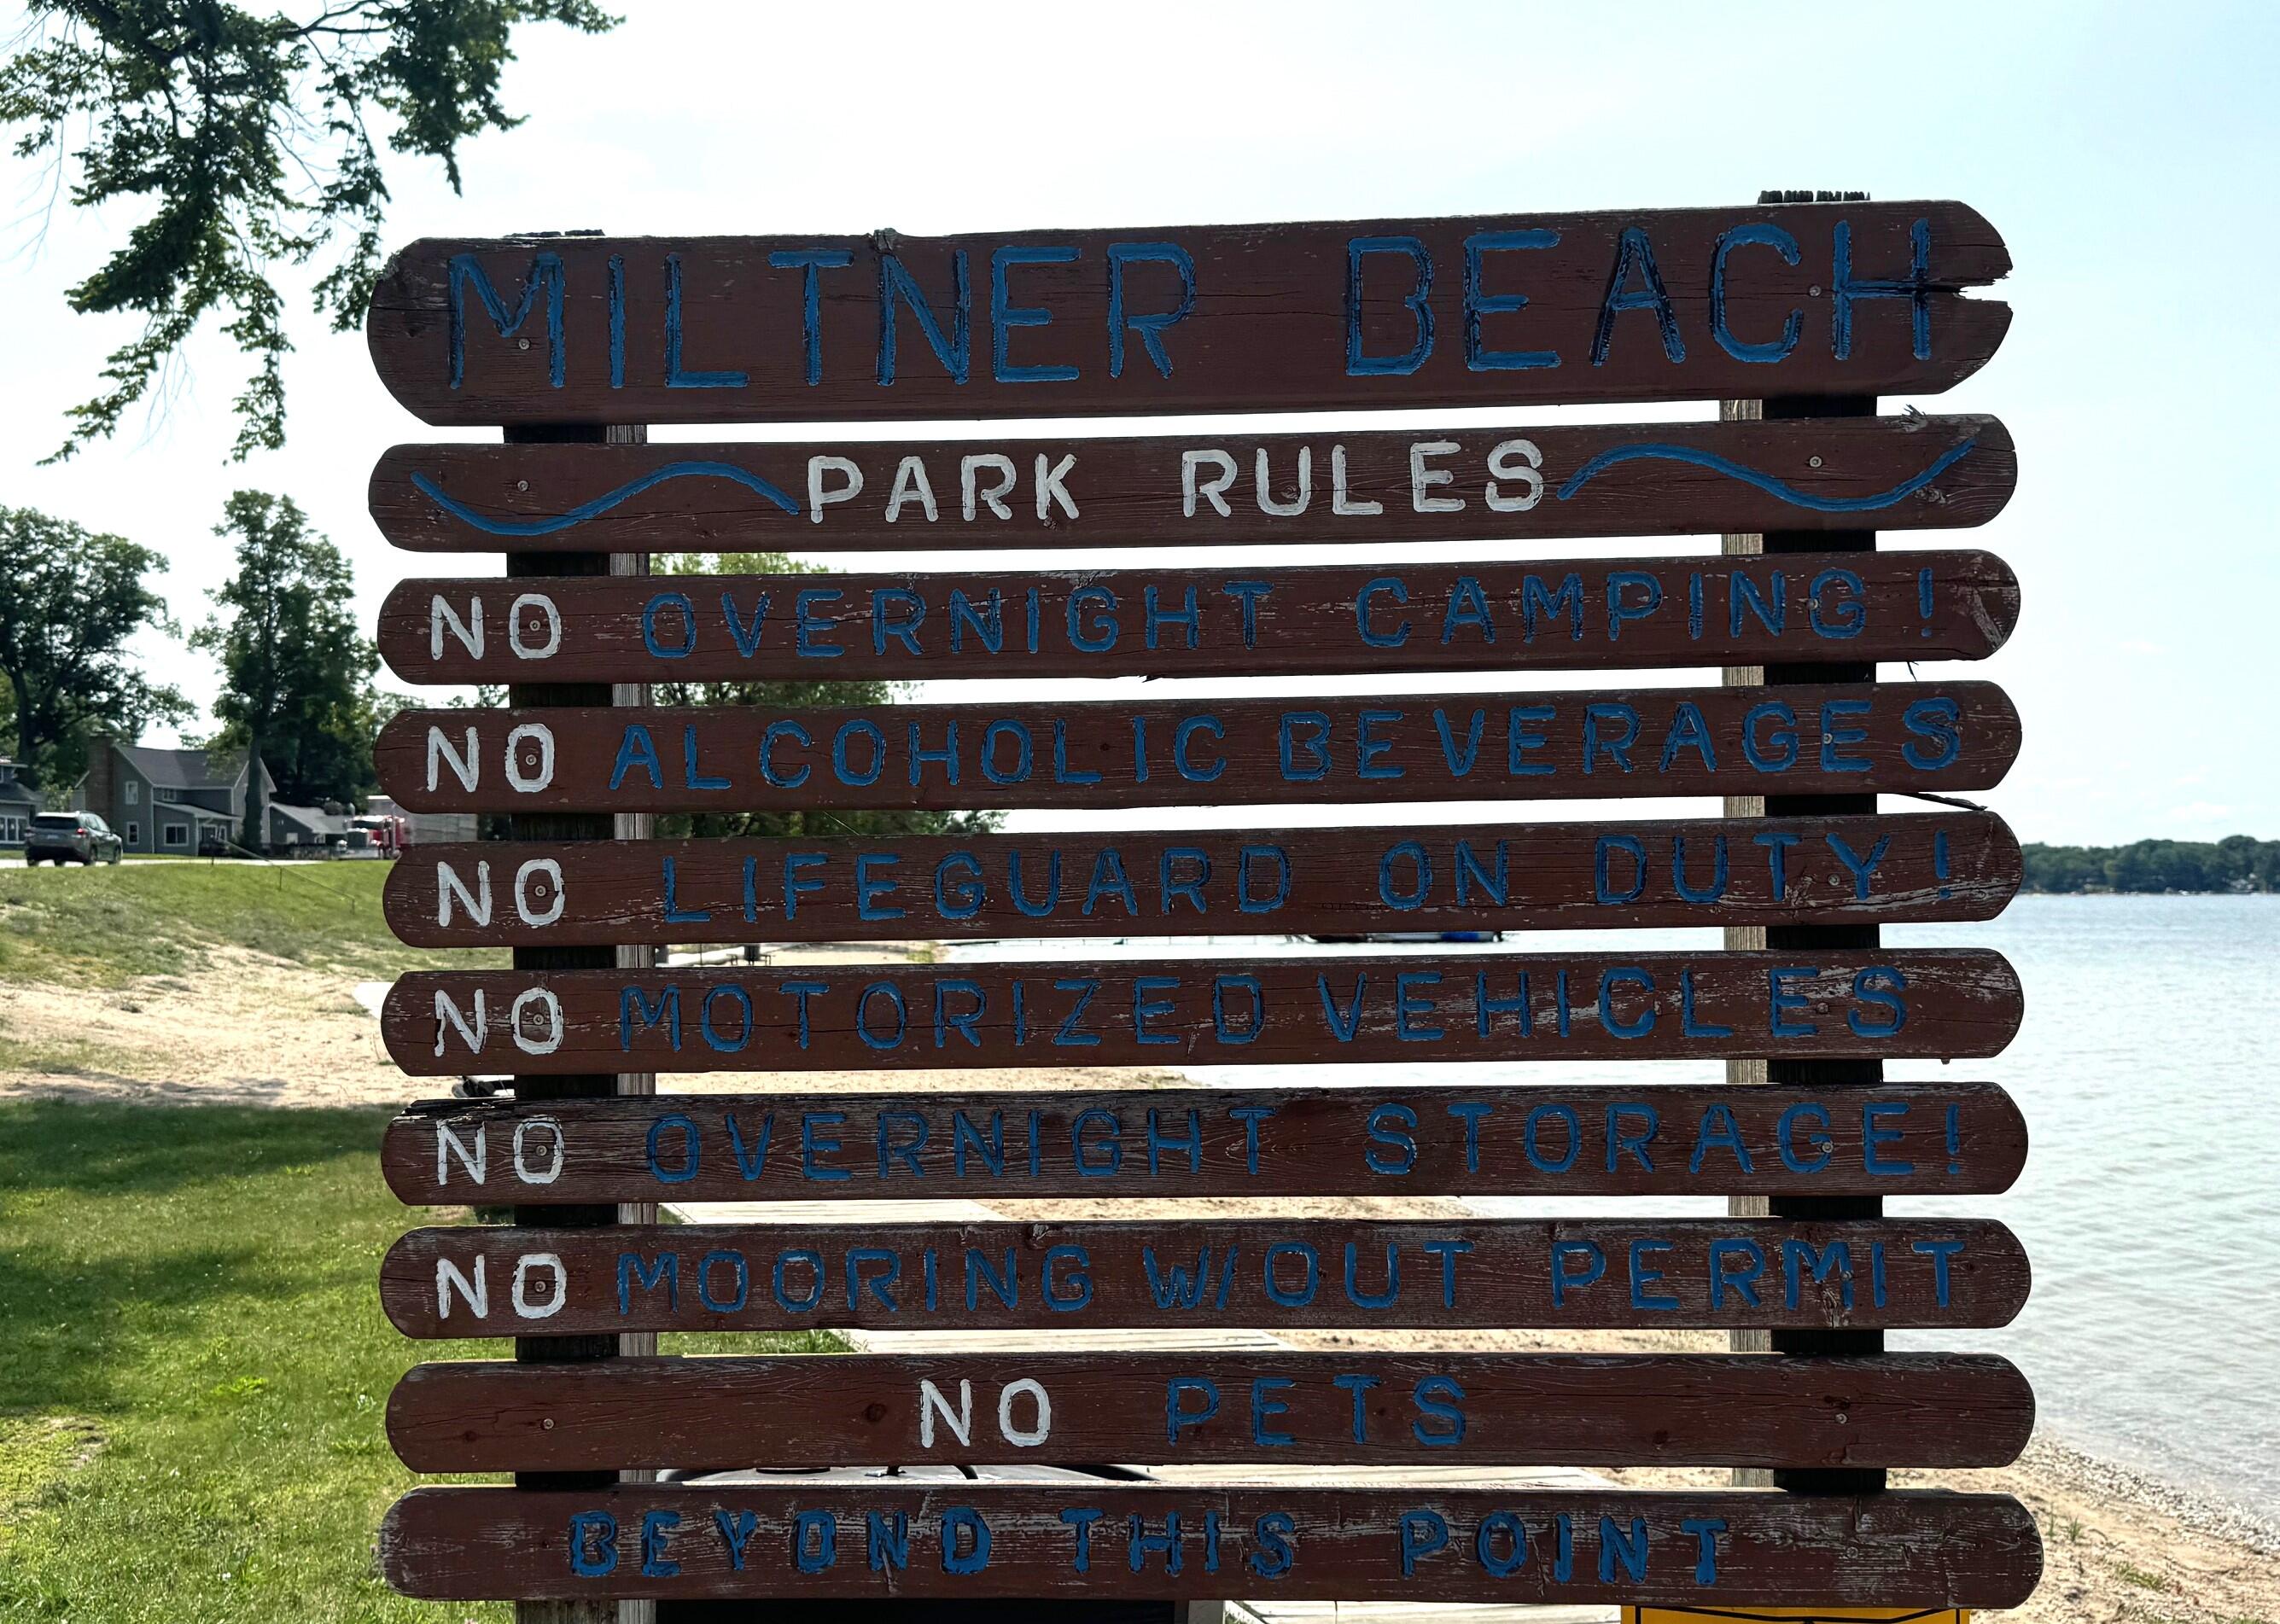 MILTNER BEACH
PARK RULES
NO OVERNIGHT CAMPING!
NO ALCOHOLIC BEVERAGES
NO LIFEGUARD ON DUTY!
NO MOTORIZED VEHICLES
NO OVERNIGHT STORAGE!
NO MOORING W/OUT PERMIT
NO PETS
BEYOND THIS POINT